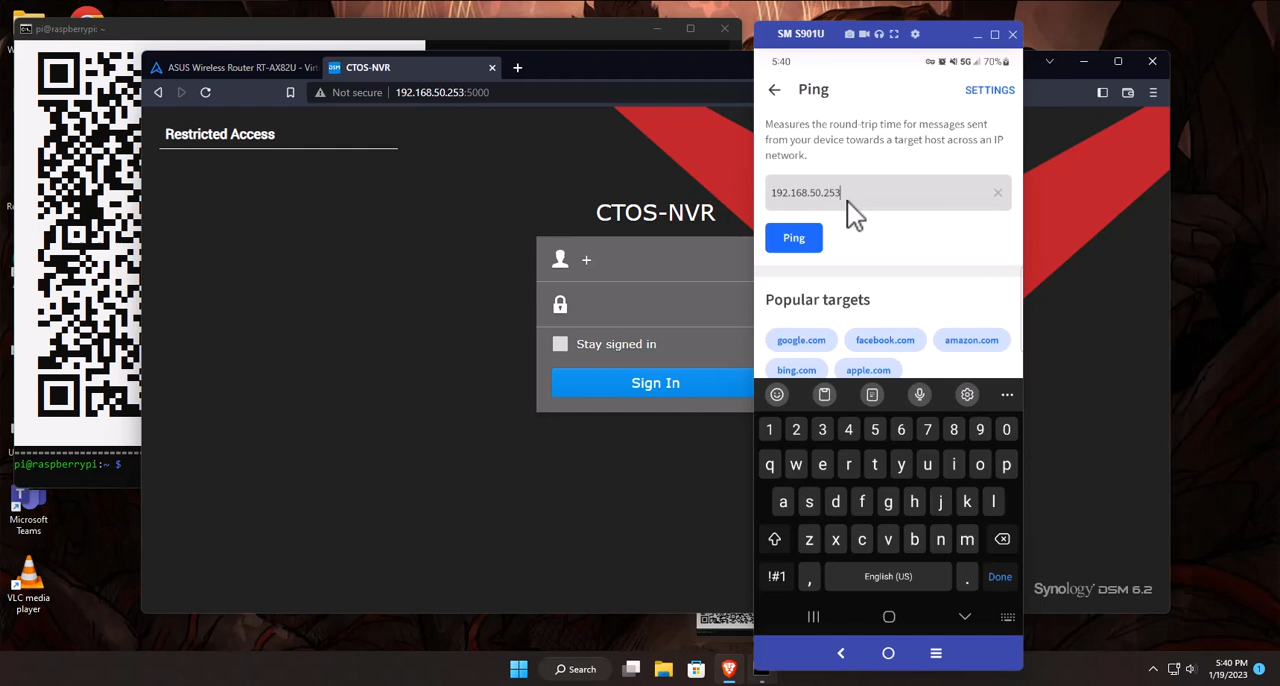 pi@raspberrypi: ~
pi@raspberrypi:~ $
Microsoft
Teams
VLC media
player
ASUS Wireless Router RT-AX82U - Virt
CTOS-NVR
Not secure
192.168.50.253:5000
Restricted Access
CTOS-NVR
+
Stay signed in
Sign In
Synology DSM 6.2
SM S901U
5:40
5G
70%
Ping
SETTINGS
Measures the round-trip time for messages sent
from your device towards a target host across an IP
network.
192.168.50.253
Ping
Popular targets
google.com
facebook.com
amazon.com
bing.com
apple.com
1 2 3 4 5 6 7 8 9 0
q w e r t y u i o p
a s d f g h j k l
z x c v b n m
!#1 , English (US) . Done
Search
5:40 PM
1/19/2023
1